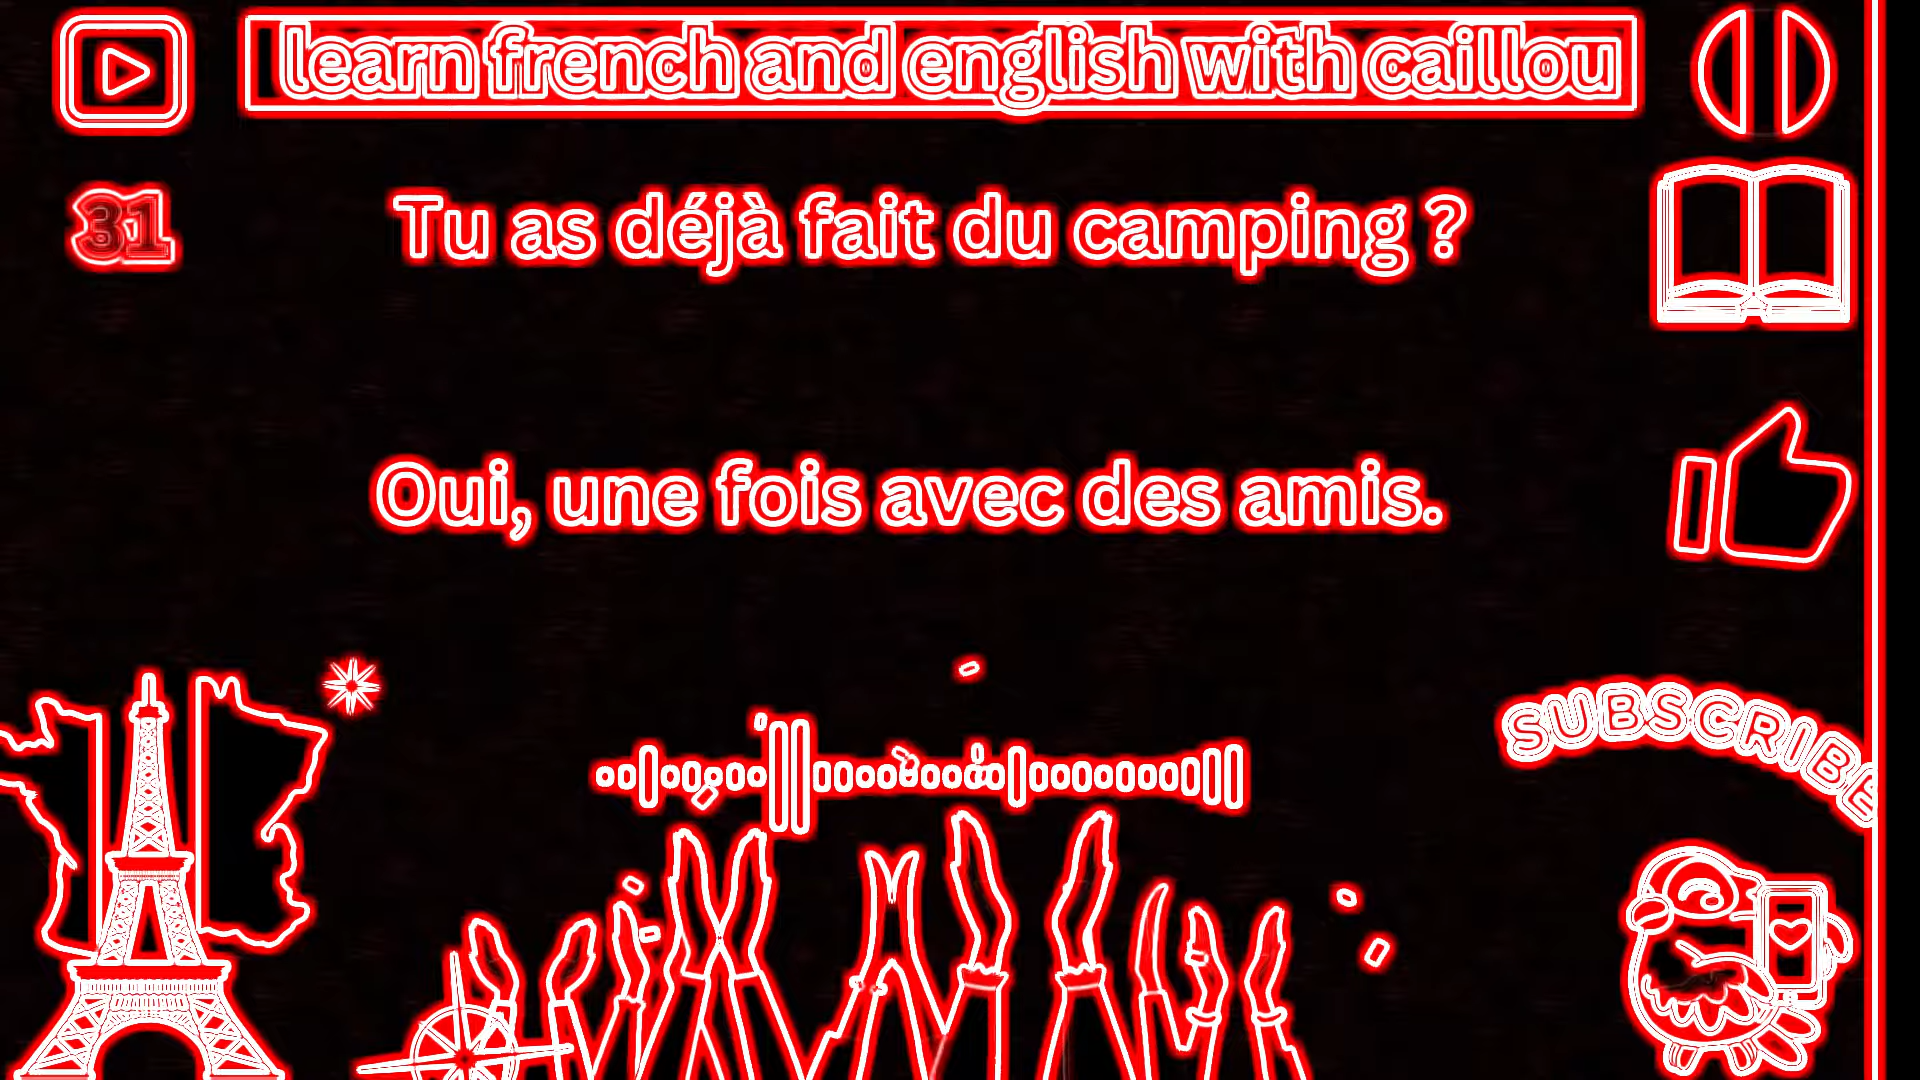 learn french and english with caillou
31
Tu as déjà fait du camping ?
Oui, une fois avec des amis.
SUBSCRIBE